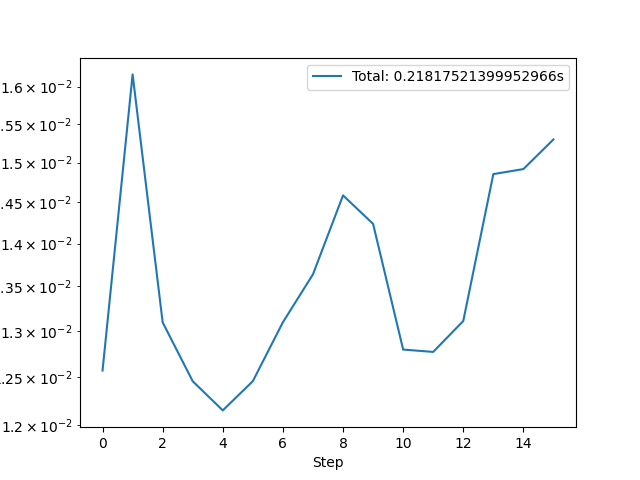 Total: 0.21817521399952966s
1.6 × 10⁻²
.55 × 10⁻²
1.5 × 10⁻²
.45 × 10⁻²
1.4 × 10⁻²
.35 × 10⁻²
1.3 × 10⁻²
.25 × 10⁻²
1.2 × 10⁻²
0 2 4 6 8 10 12 14
Step